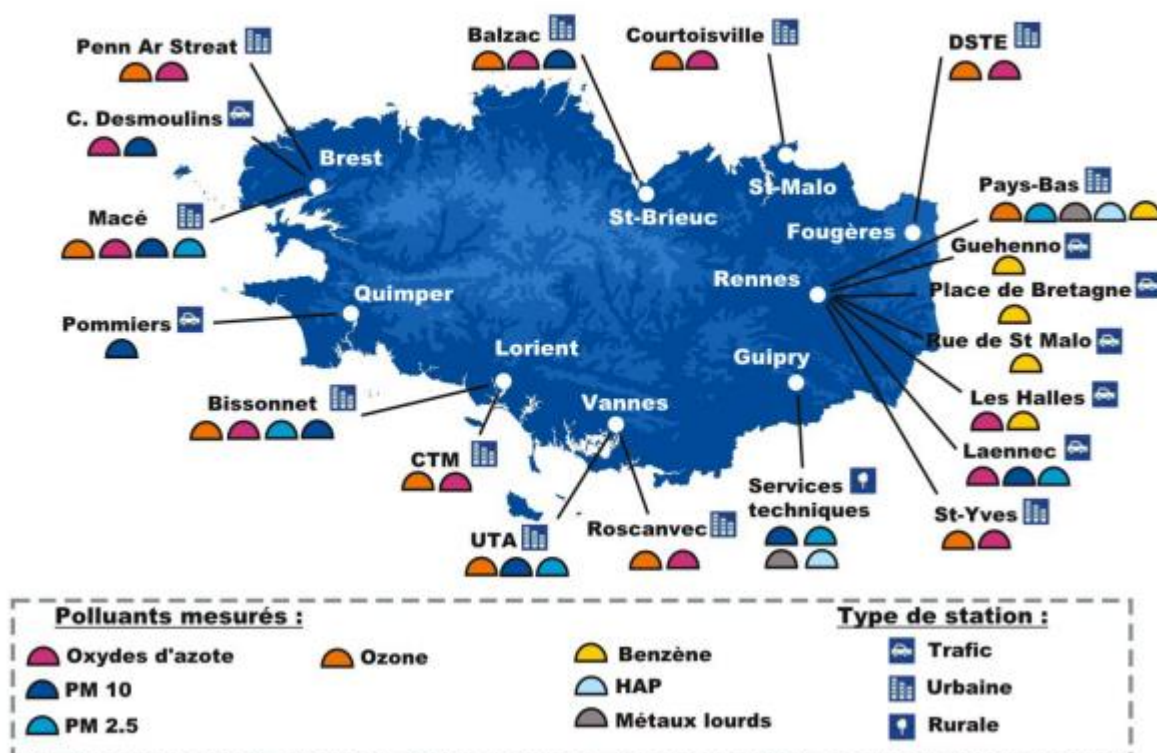 Penn Ar Streat
Balzac
Courtoisville
DSTE
C. Desmoulins
Brest
St-Malo
Pays-Bas
Macé
St-Brieuc
Fougères
Guehenno
Rennes
Place de Bretagne
Quimper
Pommiers
Rue de St Malo
Lorient
Guipry
Bissonnet
Vannes
Les Halles
CTM
Laennec
Services
techniques
UTA
Roscanvec
St-Yves
Polluants mesurés :
Type de station :
Oxydes d'azote
Ozone
Benzène
Trafic
PM 10
HAP
Urbaine
PM 2.5
Métaux lourds
Rurale